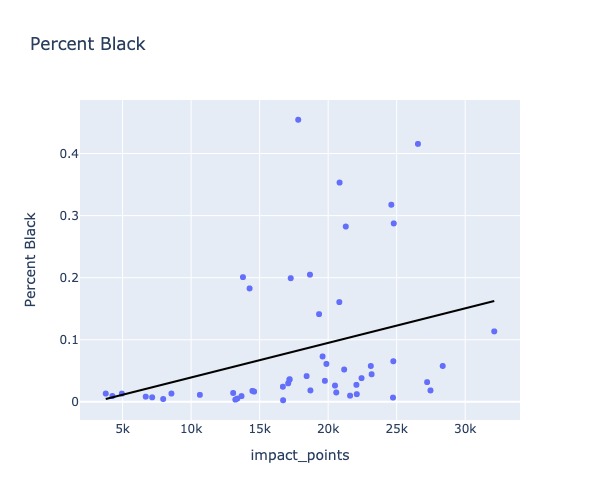 Percent Black
Percent Black
0.4
0.3
0.2
0.1
0
5k 10k 15k 20k 25k 30k
impact_points